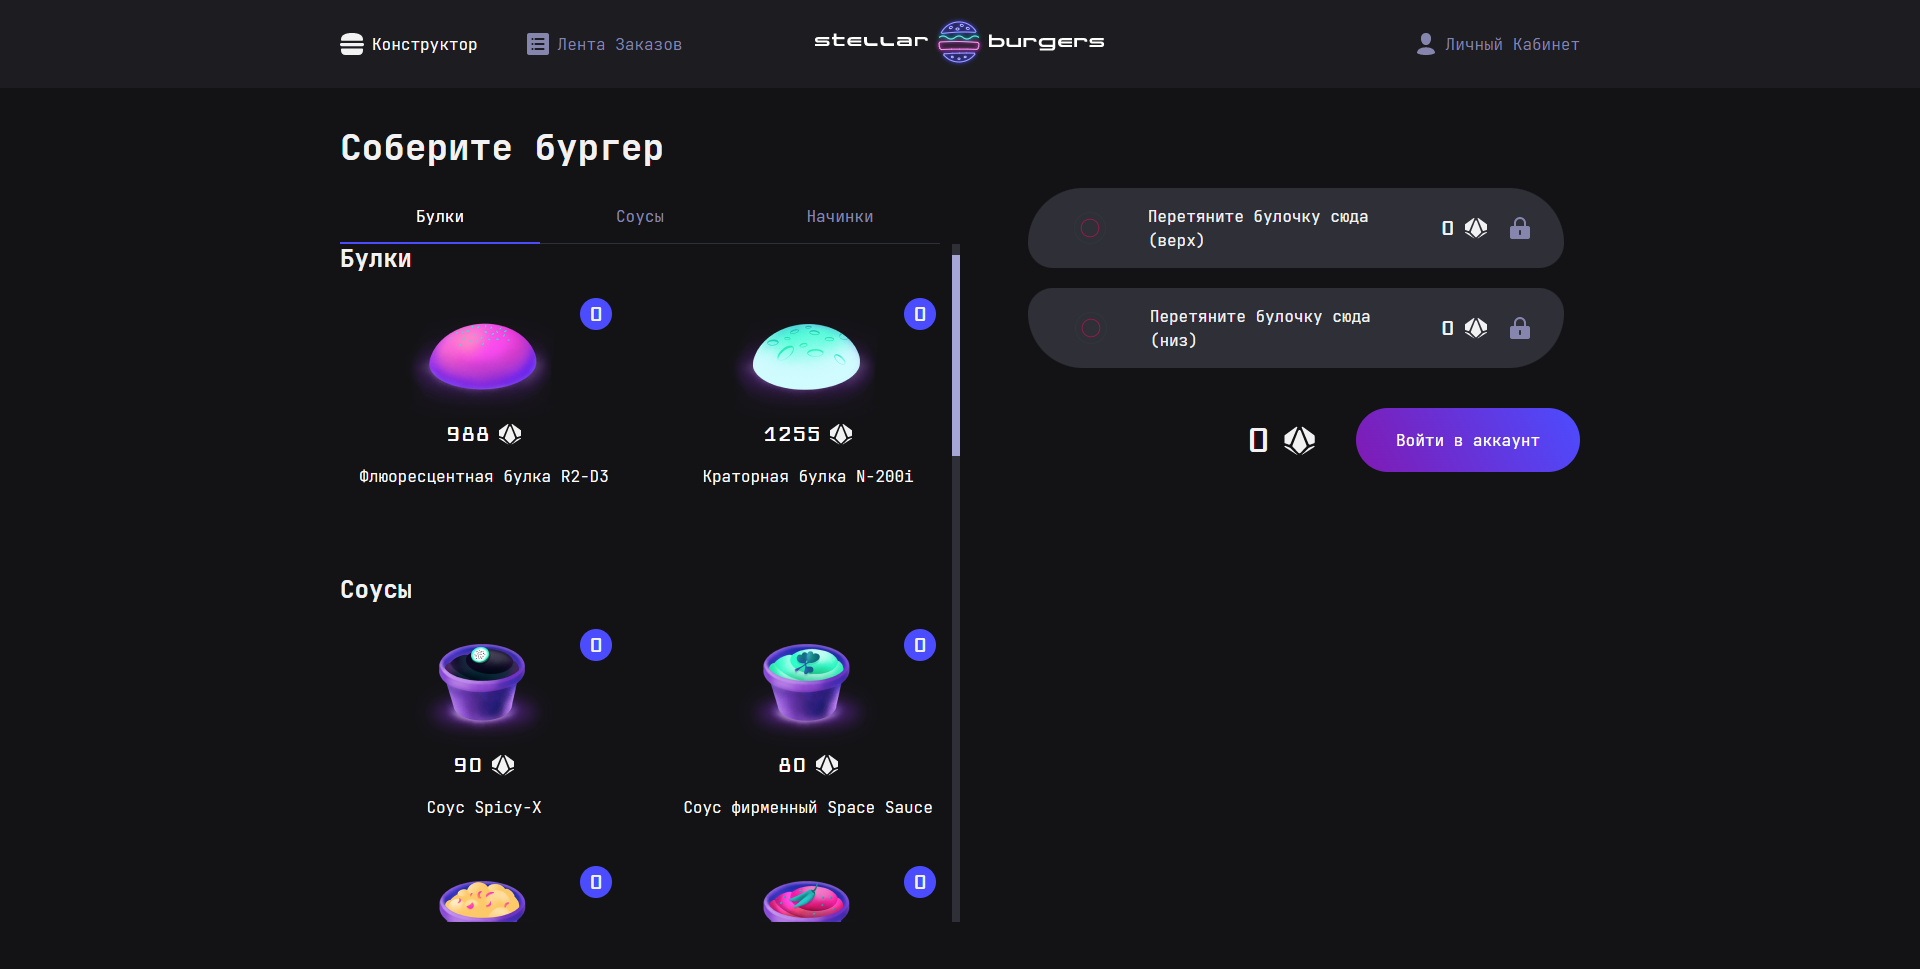 Конструктор
Лента Заказов
stellar burgers
Личный Кабинет
Соберите бургер
Булки
Соусы
Начинки
Булки
0
0
988
1255
Флюоресцентная булка R2-D3
Краторная булка N-200i
Соусы
0
0
90
80
Соус Spicy-X
Соус фирменный Space Sauce
0
0
Перетяните булочку сюда
(верх)
0
Перетяните булочку сюда
(низ)
0
0
Войти в аккаунт